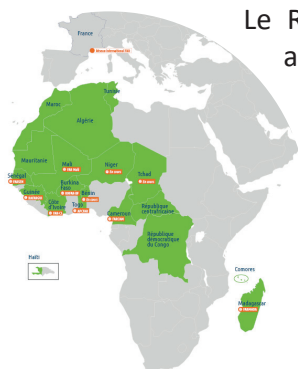 Le R
a
France
Tunisie
Maroc
Algérie
Mauritanie
Mali
Niger
Tchad
Sénégal
Burkina
Faso
Guinée
Bénin
Côte
d'Ivoire
Togo
Cameroun
République
centrafricaine
République
démocratique
du Congo
Haïti
Comores
Madagascar